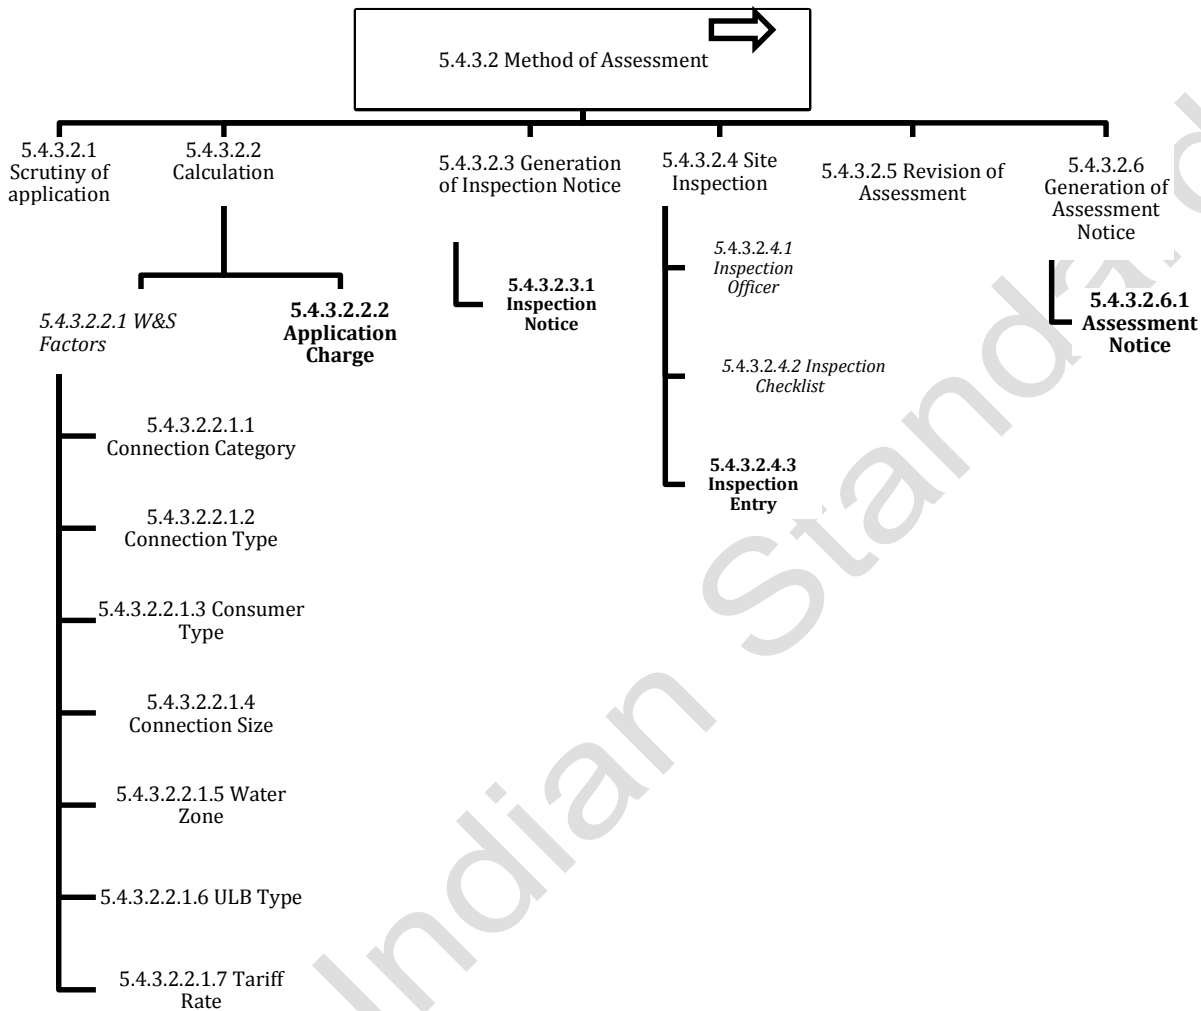 5.4.3.2 Method of Assessment
5.4.3.2.1
Scrutiny of
application
5.4.3.2.2
Calculation
5.4.3.2.3 Generation
of Inspection Notice
5.4.3.2.4 Site
Inspection
5.4.3.2.5 Revision of
Assessment
5.4.3.2.6
Generation of
Assessment
Notice
5.4.3.2.2.1 W&S
Factors
5.4.3.2.2.2
Application
Charge
5.4.3.2.3.1
Inspection
Notice
5.4.3.2.4.1
Inspection
Officer
5.4.3.2.4.2 Inspection
Checklist
5.4.3.2.4.3
Inspection
Entry
5.4.3.2.6.1
Assessment
Notice
5.4.3.2.2.1.1
Connection Category
5.4.3.2.2.1.2
Connection Type
5.4.3.2.2.1.3 Consumer
Type
5.4.3.2.2.1.4
Connection Size
5.4.3.2.2.1.5 Water
Zone
5.4.3.2.2.1.6 ULB Type
5.4.3.2.2.1.7 Tariff
Rate
Indian Standard